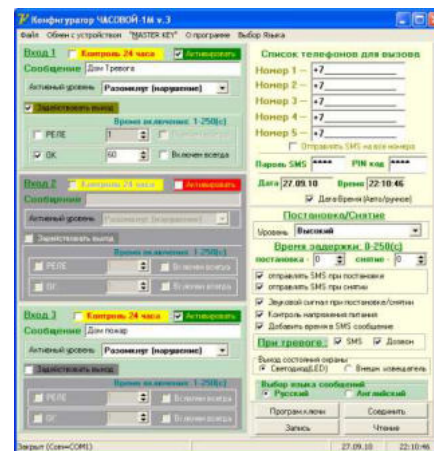 Конфигуратор ЧАСОВОЙ-1М v.3
Файл Обмен с устройством "MASTER KEY" О программе Выбор Языка
Вход 1 Контроль 24 часа Активировать
Сообщение Дом Тревога
Активный уровень Разомкнут (нарушение)
Задействовать выход
Время включения 1-250(с)
РЕЛЕ 1 Включен всегда
ОК 60 Включен всегда
Вход 2 Контроль 24 часа Активировать
Сообщение
Активный уровень Разомкнут (нарушение)
Задействовать выход
Время включения 1-250(с)
РЕЛЕ Включен всегда
ОК Включен всегда
Вход 3 Контроль 24 часа Активировать
Сообщение Дом пожар
Активный уровень Разомкнут (нарушение)
Задействовать выход
Время включения 1-250(с)
РЕЛЕ Включен всегда
ОК Включен всегда
Список телефонов для вызова
Номер 1 – +7
Номер 2 – +7
Номер 3 – +7
Номер 4 – +7
Номер 5 – +7
Отправлять SMS на все номера
Пароль SMS **** PIN код ****
Дата 27.09.10 Время 22:10:46
Дата Время (Авто/ручное)
Постановка/Снятие
Уровень Высокий
Время задержки: 0-250(с)
постановка - 0 снятие - 0
отправлять SMS при постановке
отправлять SMS при снятии
Звуковой сигнал при постановке/снятии
Контроль напряжения питания
Добавить время в SMS сообщение
При тревоге: SMS Дозвон
Выход состояния охраны
Светодиод(LED) Внешн. извещатель
Выбор языка сообщений
Русский Английский
Програм.ключи Соединить
Запись Чтение
Закрыт (Com=COM1) 27.09.10 22:10:46